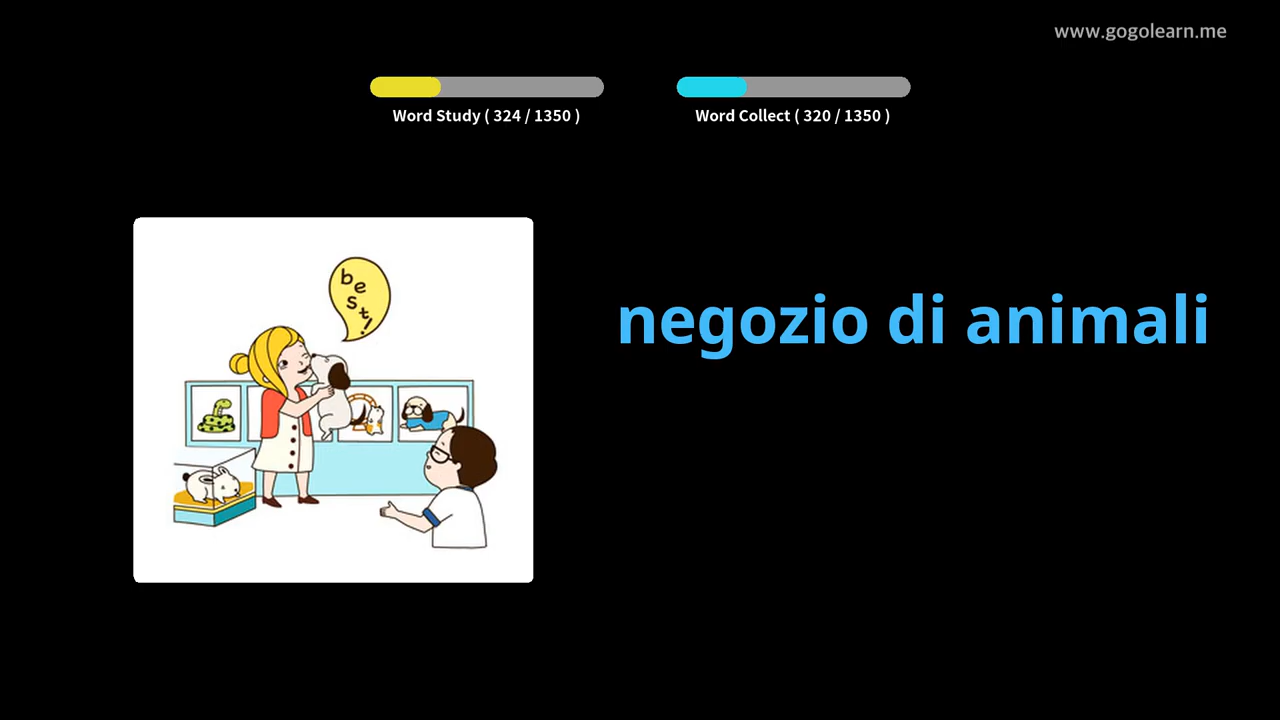 www.gogolearn.me
Word Study ( 324 / 1350 )
Word Collect ( 320 / 1350 )
best!
negozio di animali